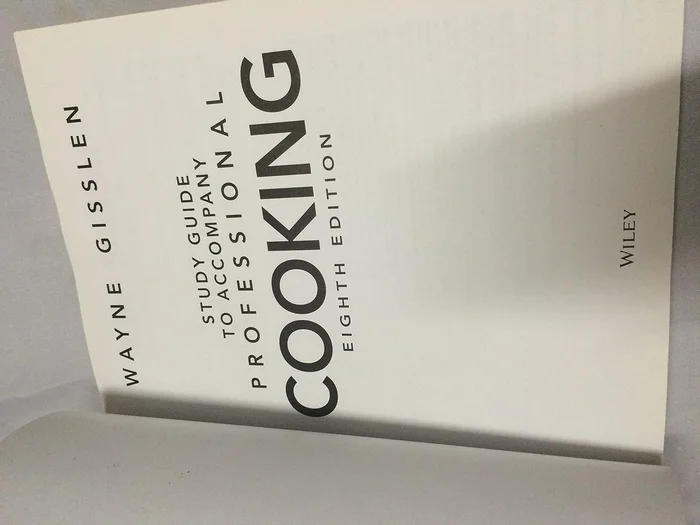 WAYNE GISSLEN
STUDY GUIDE
TO ACCOMPANY
PROFESSIONAL
COOKING
EIGHTH EDITION
WILEY